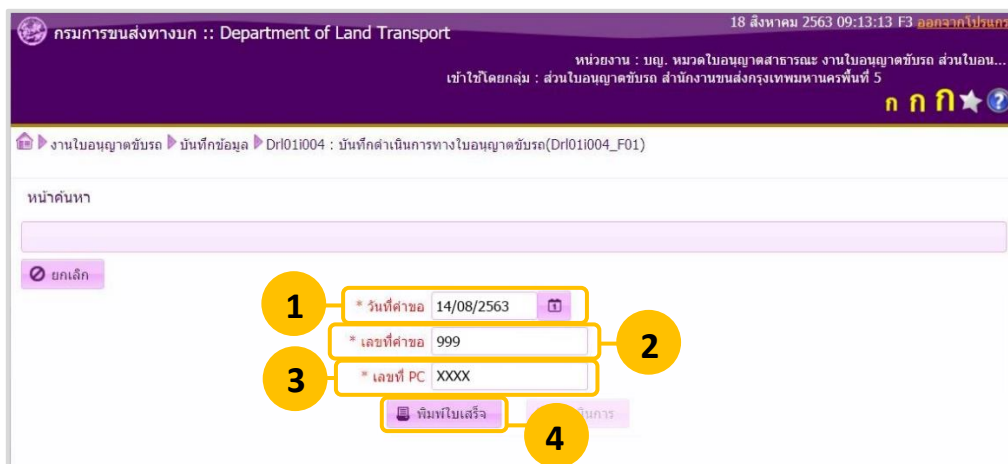 18 สิงหาคม 2563 09:13:13 F3 ออกจากโปรแกร
กรมการขนส่งทางบก :: Department of Land Transport
หน่วยงาน : บญ. หมวดใบอนุญาตสาธารณะ งานใบอนุญาตขับรถ ส่วนใบอน...
เข้าใช้โดยกลุ่ม : ส่วนใบอนุญาตขับรถ สำนักงานขนส่งกรุงเทพมหานครพื้นที่ 5
ก ก ก
งานใบอนุญาตขับรถ บันทึกข้อมูล Drl01i004 : บันทึกดำเนินการทางใบอนุญาตขับรถ(Drl01i004_F01)
หน้าค้นหา
ยกเลิก
1 * วันที่คำขอ 14/08/2563
* เลขที่คำขอ 999 2
3 * เลขที่ PC XXXX
พิมพ์ใบเสร็จ
4